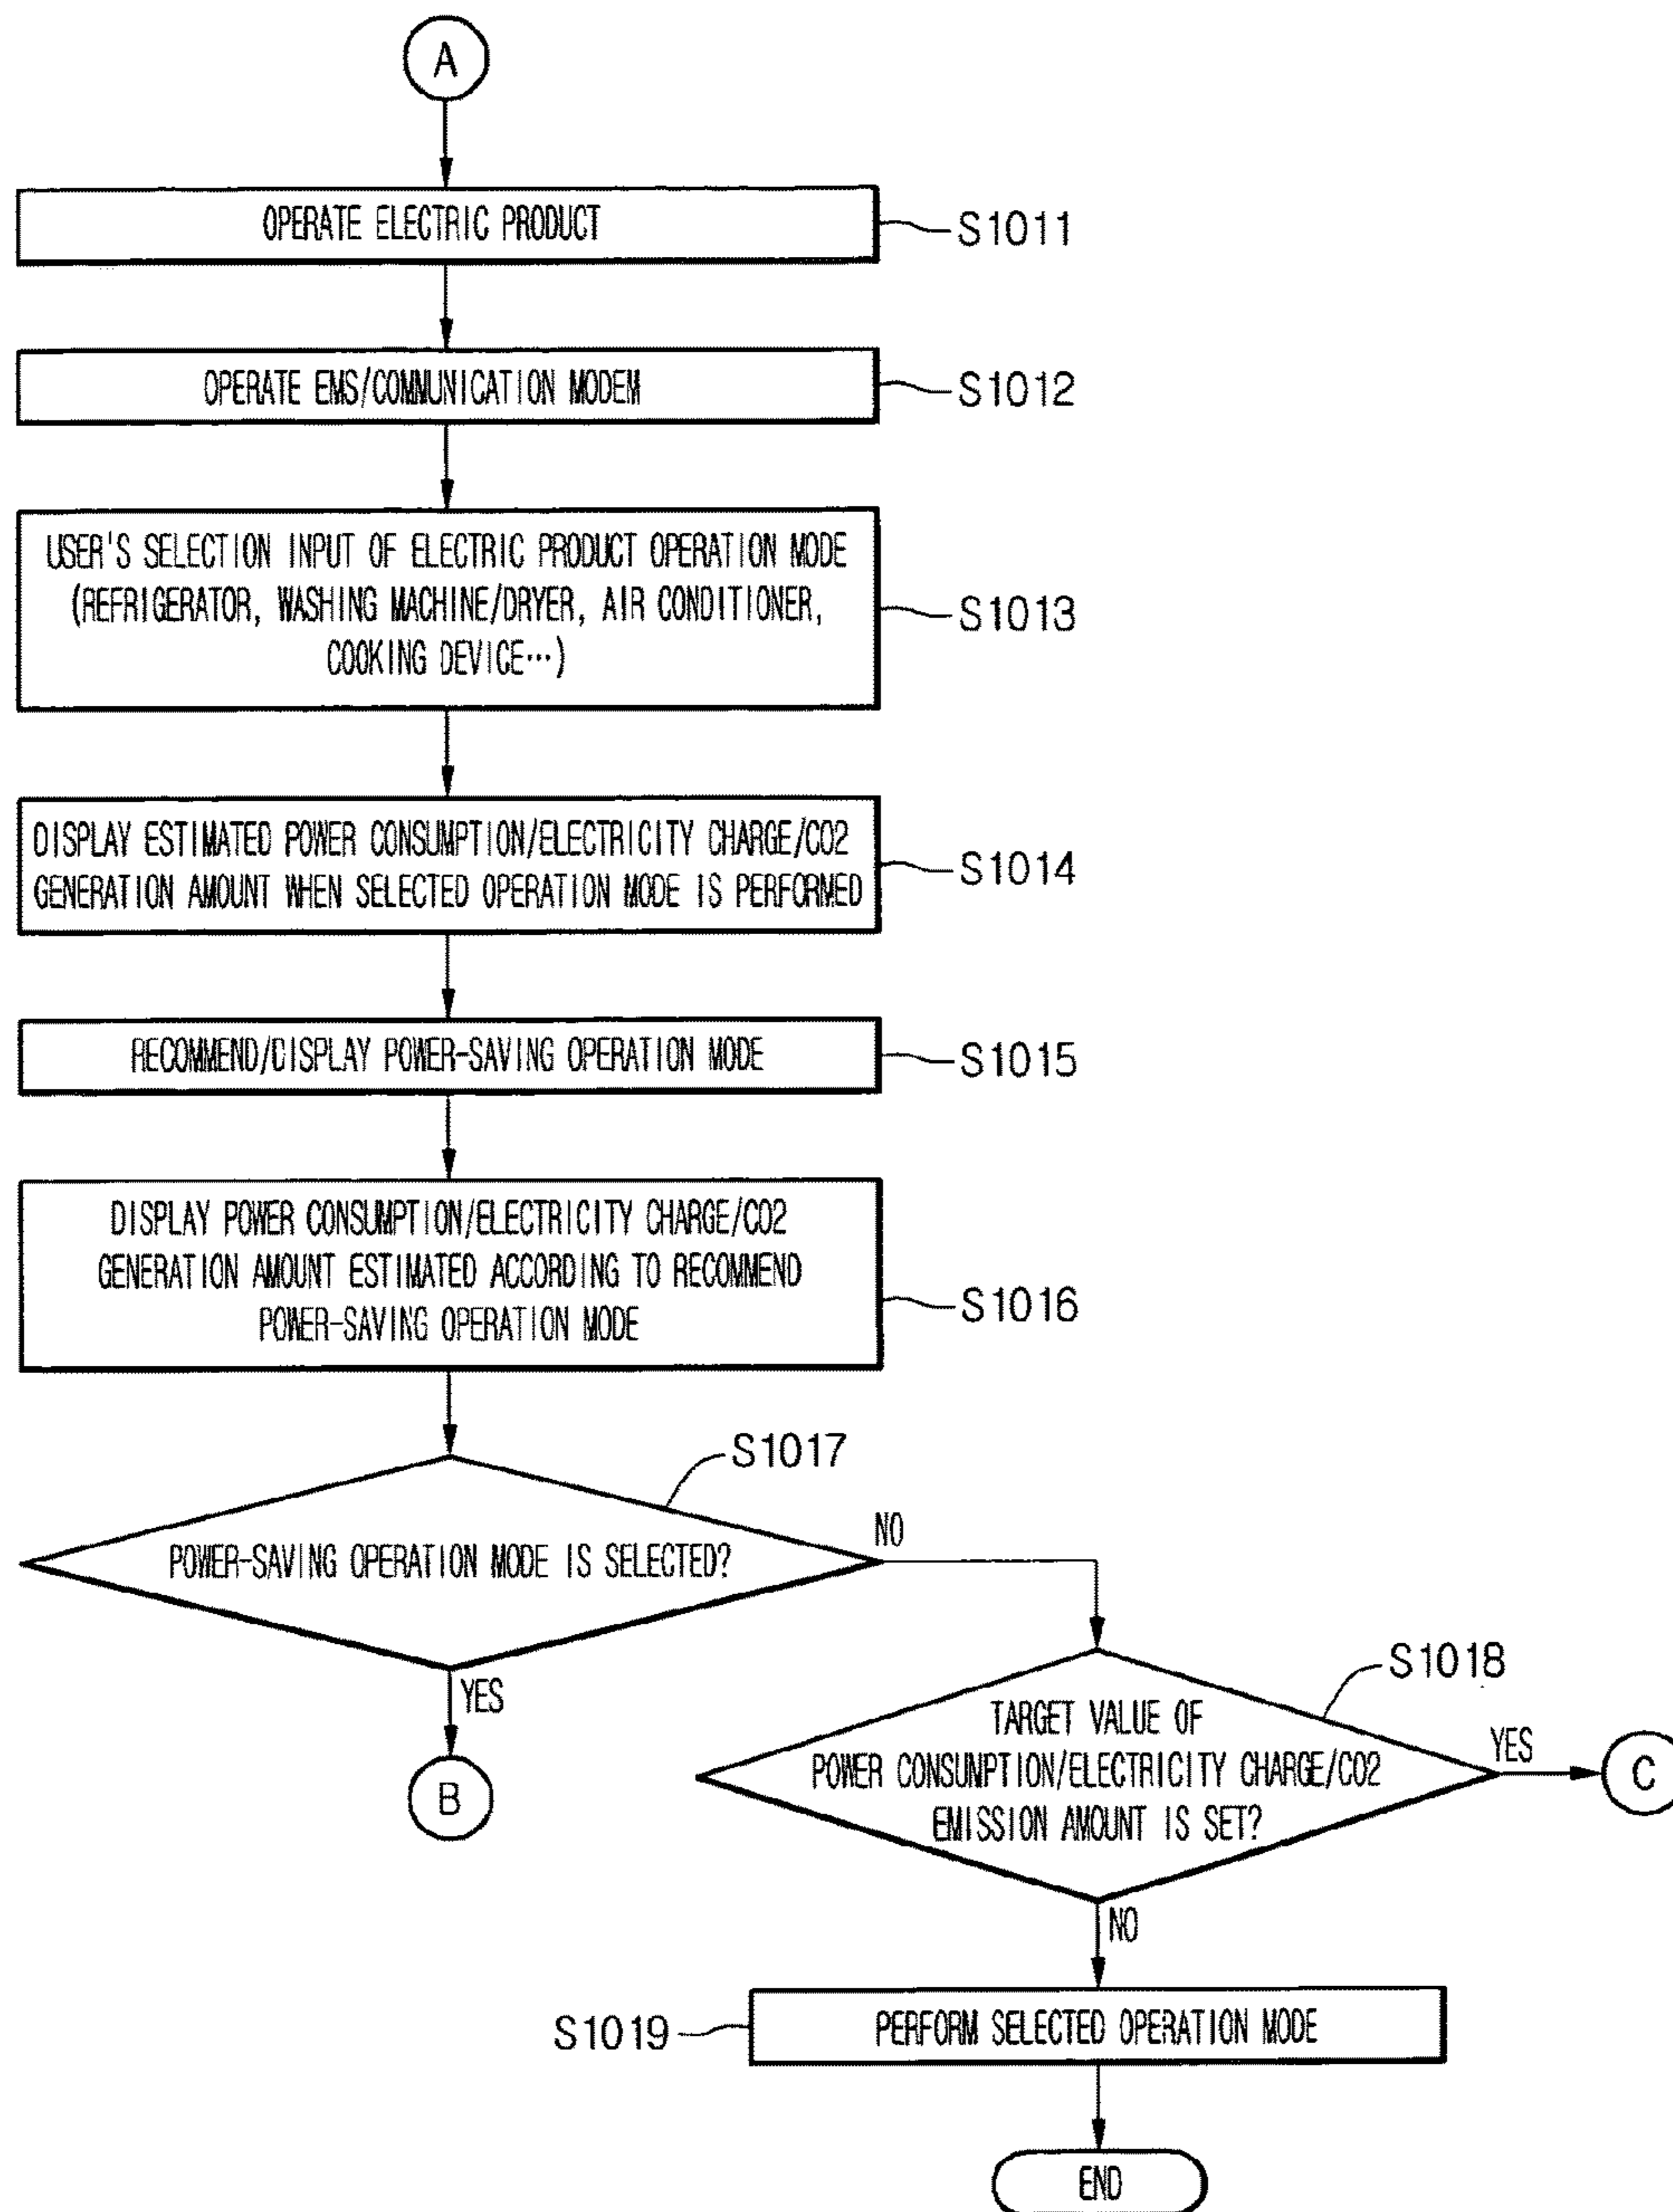 A
OPERATE ELECTRIC PRODUCT
S1011
OPERATE EMS/COMMUNICATION MODEM
S1012
USER'S SELECTION INPUT OF ELECTRIC PRODUCT OPERATION MODE
(REFRIGERATOR, WASHING MACHINE/DRYER, AIR CONDITIONER,
COOKING DEVICE…)
S1013
DISPLAY ESTIMATED POWER CONSUMPTION/ELECTRICITY CHARGE/CO2
GENERATION AMOUNT WHEN SELECTED OPERATION MODE IS PERFORMED
S1014
RECOMMEND/DISPLAY POWER-SAVING OPERATION MODE
S1015
DISPLAY POWER CONSUMPTION/ELECTRICITY CHARGE/CO2
GENERATION AMOUNT ESTIMATED ACCORDING TO RECOMMEND
POWER-SAVING OPERATION MODE
S1016
S1017
POWER-SAVING OPERATION MODE IS SELECTED?
NO
YES
B
S1018
TARGET VALUE OF
POWER CONSUMPTION/ELECTRICITY CHARGE/CO2
EMISSION AMOUNT IS SET?
YES
C
NO
S1019
PERFORM SELECTED OPERATION MODE
END